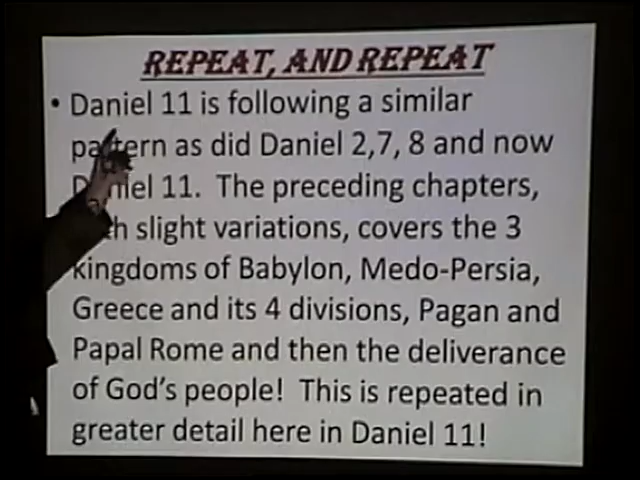 REPEAT, AND REPEAT
• Daniel 11 is following a similar
pattern as did Daniel 2,7, 8 and now
Daniel 11. The preceding chapters,
slight variations, covers the 3
kingdoms of Babylon, Medo-Persia,
Greece and its 4 divisions, Pagan and
Papal Rome and then the deliverance
of God's people! This is repeated in
greater detail here in Daniel 11!